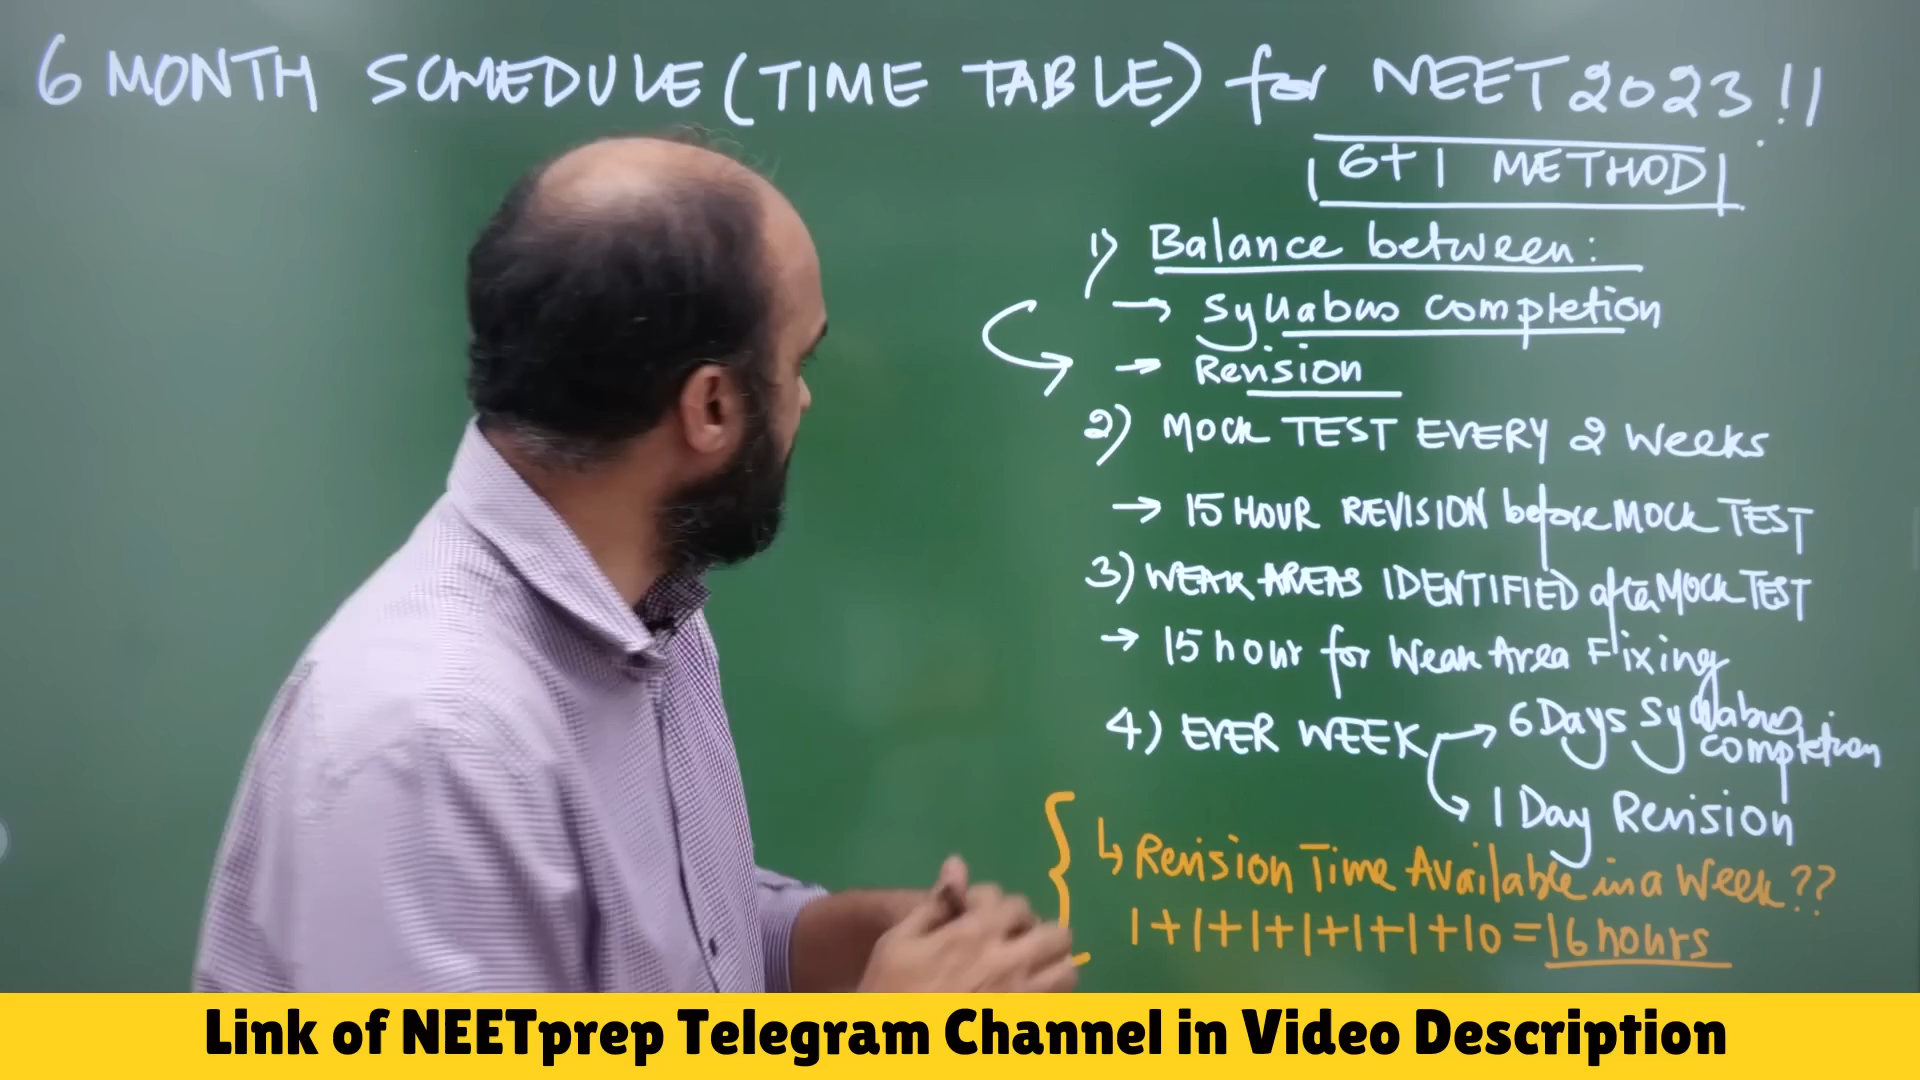 6 MONTH SCHEDULE (TIME TABLE) for NEET 2023!!
6+1 METHOD
1) Balance between:
→ Syllabus completion
→ Revision
2) MOCK TEST EVERY 2 Weeks
→ 15 HOUR REVISION before MOCK TEST
3) WEAK AREAS IDENTIFIED after MOCK TEST
→ 15 hour for Weak Area Fixing
4) EVER WEEK → 6 Days Syllabus
completion
→ 1 Day Revision
↳ Revision Time Available in a Week??
1+1+1+1+1+1+10 = 16 hours
Link of NEETprep Telegram Channel in Video Description